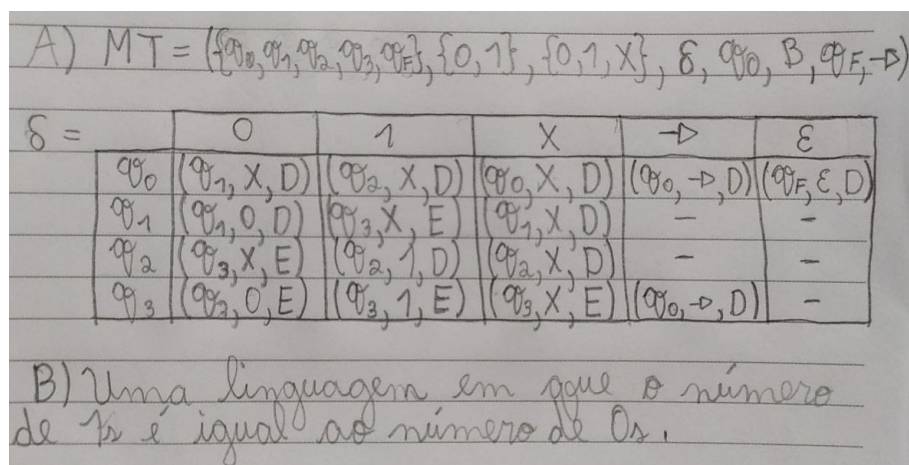 A) MT = ({q0, q1, q2, q3, qF}, {0,1}, {0,1,X}, δ, q0, B, qF, →)
δ = 0 1 X → ε
q0 (q1, X, D) (q2, X, D) (q0, X, D) (q0, →, D) (qF, ε, D)
q1 (q1, 0, D) (q3, X, E) (q1, X, D) - -
q2 (q3, X, E) (q2, 1, D) (q2, X, D) - -
q3 (q3, 0, E) (q3, 1, E) (q3, X, E) (q0, →, D) -
B) Uma linguagem em qque o número
de 1s é igual ao número de 0s.